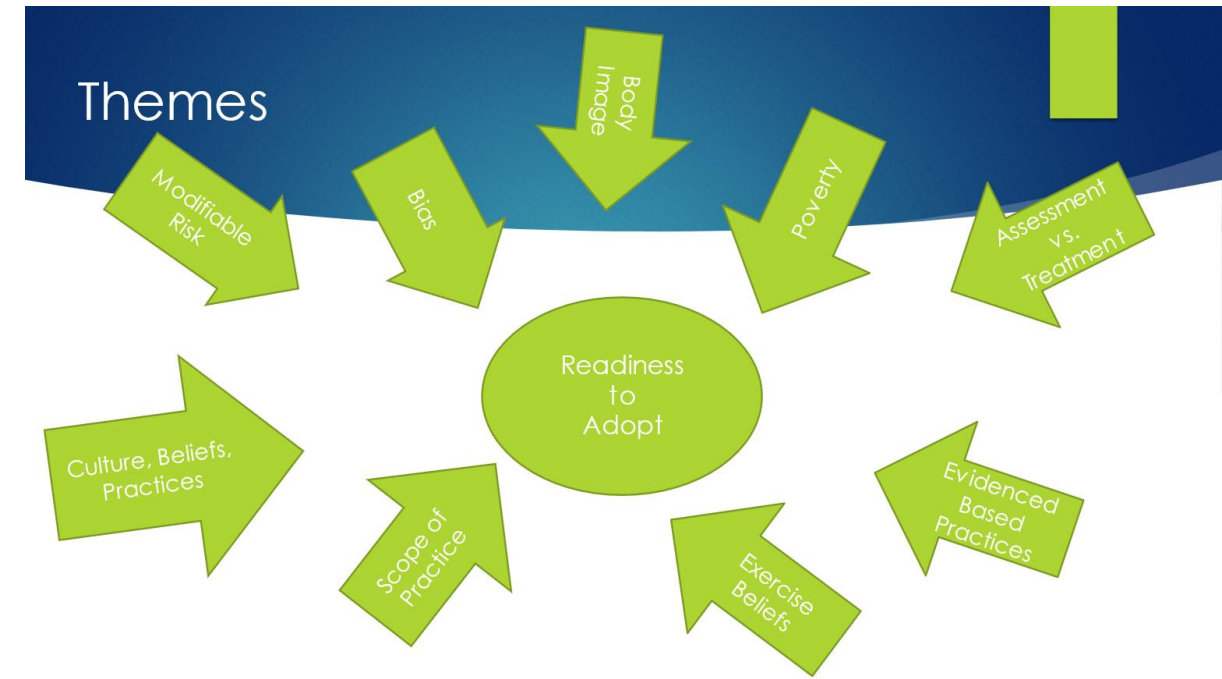 Themes
Body
Image
Modifiable
Risk
Bias
Poverty
Assessment
vs.
Treatment
Readiness
to
Adopt
Culture, Beliefs,
Practices
Scope of
Practice
Exercise
Beliefs
Evidenced
Based
Practices